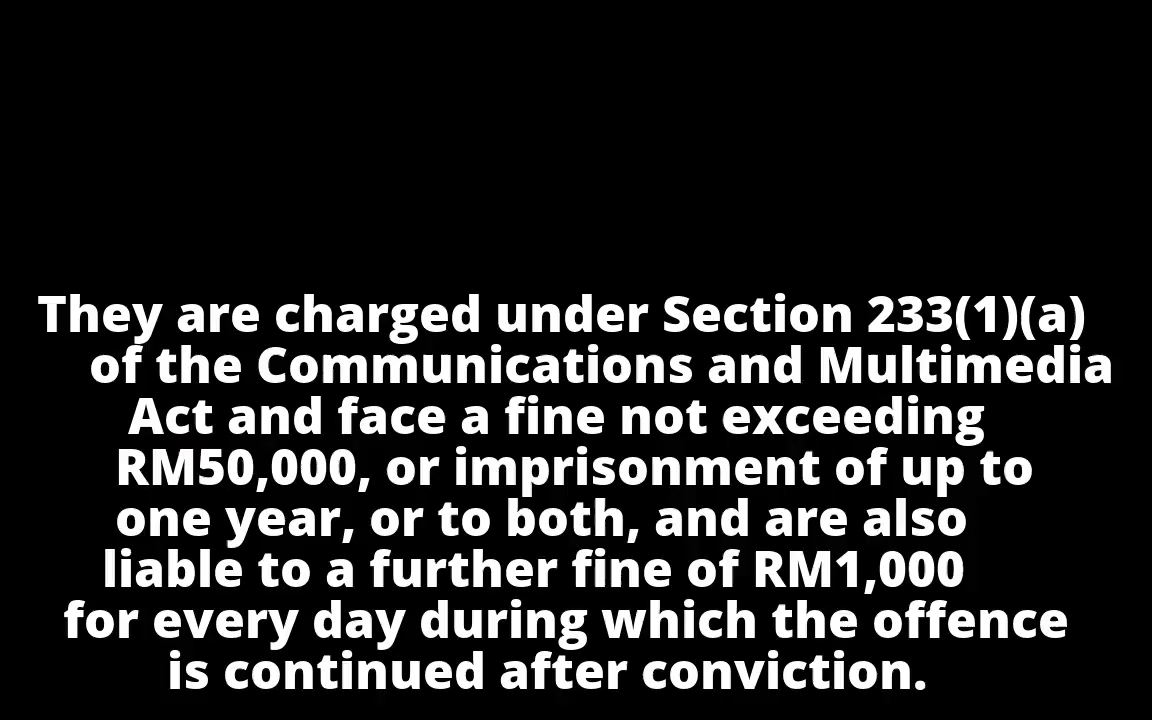 They are charged under Section 233(1)(a)
of the Communications and Multimedia
Act and face a fine not exceeding
RM50,000, or imprisonment of up to
one year, or to both, and are also
liable to a further fine of RM1,000
for every day during which the offence
is continued after conviction.